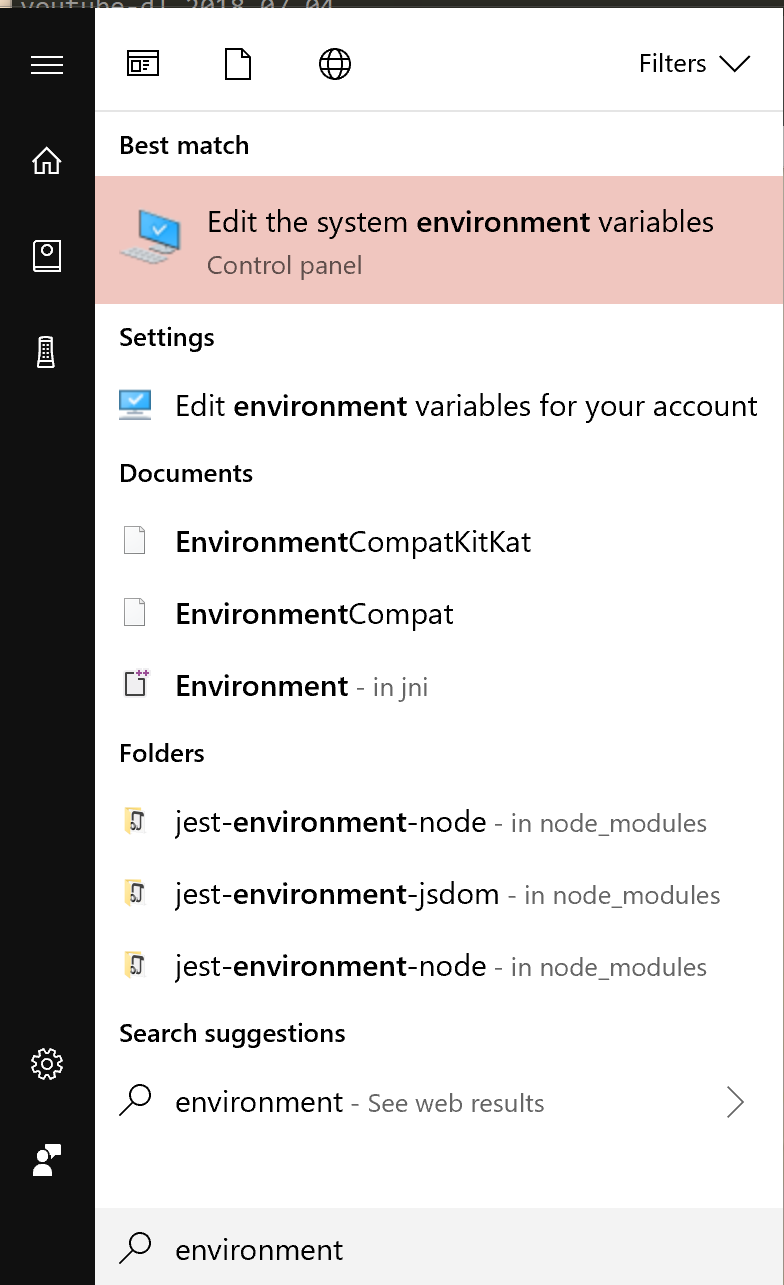 youtube-dl 2018.07.04
Filters
Best match
Edit the system environment variables
Control panel
Settings
Edit environment variables for your account
Documents
EnvironmentCompatKitKat
EnvironmentCompat
Environment - in jni
Folders
jest-environment-node - in node_modules
jest-environment-jsdom - in node_modules
jest-environment-node - in node_modules
Search suggestions
environment - See web results
environment